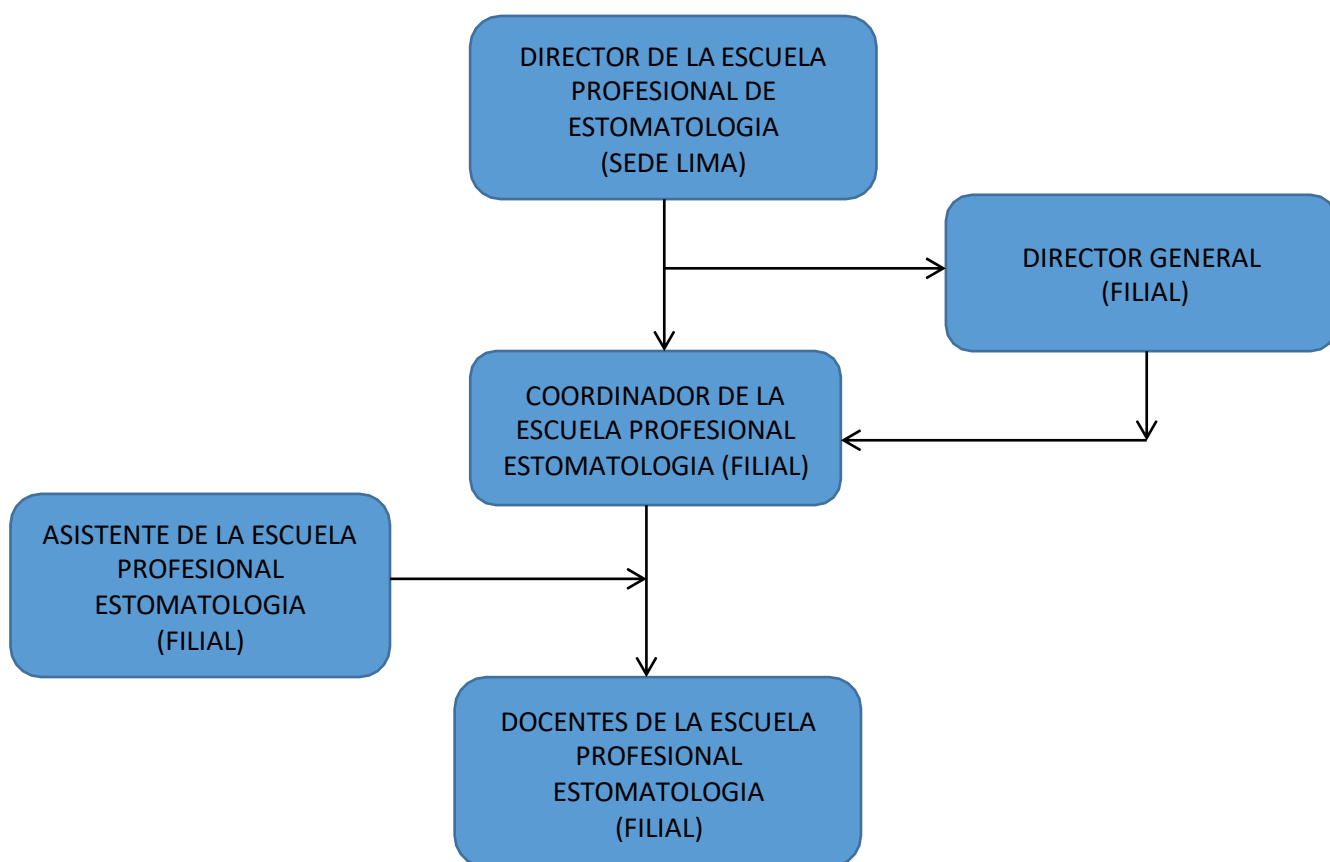 DIRECTOR DE LA ESCUELA
PROFESIONAL DE
ESTOMATOLOGIA
(SEDE LIMA)
DIRECTOR GENERAL
(FILIAL)
COORDINADOR DE LA
ESCUELA PROFESIONAL
ESTOMATOLOGIA (FILIAL)
ASISTENTE DE LA ESCUELA
PROFESIONAL
ESTOMATOLOGIA
(FILIAL)
DOCENTES DE LA ESCUELA
PROFESIONAL
ESTOMATOLOGIA
(FILIAL)